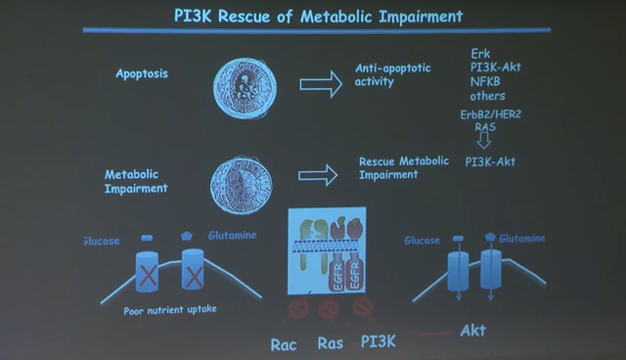 PI3K Rescue of Metabolic Impairment
Apoptosis
Anti-apoptotic
activity
Erk
PI3K-Akt
NFKB
others
ErbB2/HER2
RAS
Metabolic
Impairment
Rescue Metabolic
Impairment
PI3K-Akt
Glucose
Glutamine
Poor nutrient uptake
EGFR
EGFR
Glucose
Glutamine
Rac
Ras
PI3K
Akt